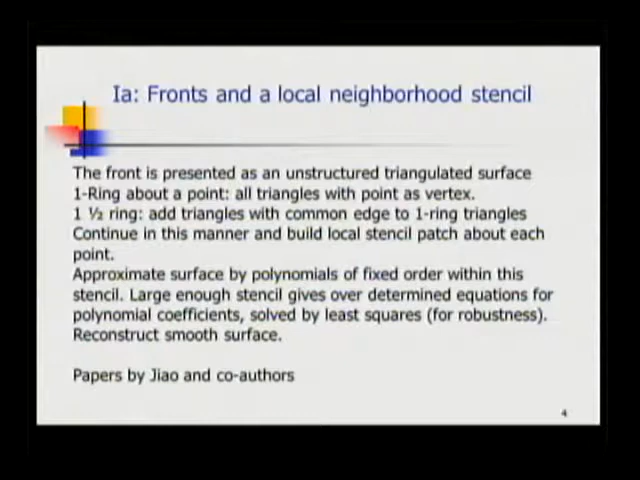 Ia: Fronts and a local neighborhood stencil
The front is presented as an unstructured triangulated surface
1-Ring about a point: all triangles with point as vertex.
1 ½ ring: add triangles with common edge to 1-ring triangles
Continue in this manner and build local stencil patch about each
point.
Approximate surface by polynomials of fixed order within this
stencil. Large enough stencil gives over determined equations for
polynomial coefficients, solved by least squares (for robustness).
Reconstruct smooth surface.
Papers by Jiao and co-authors
4